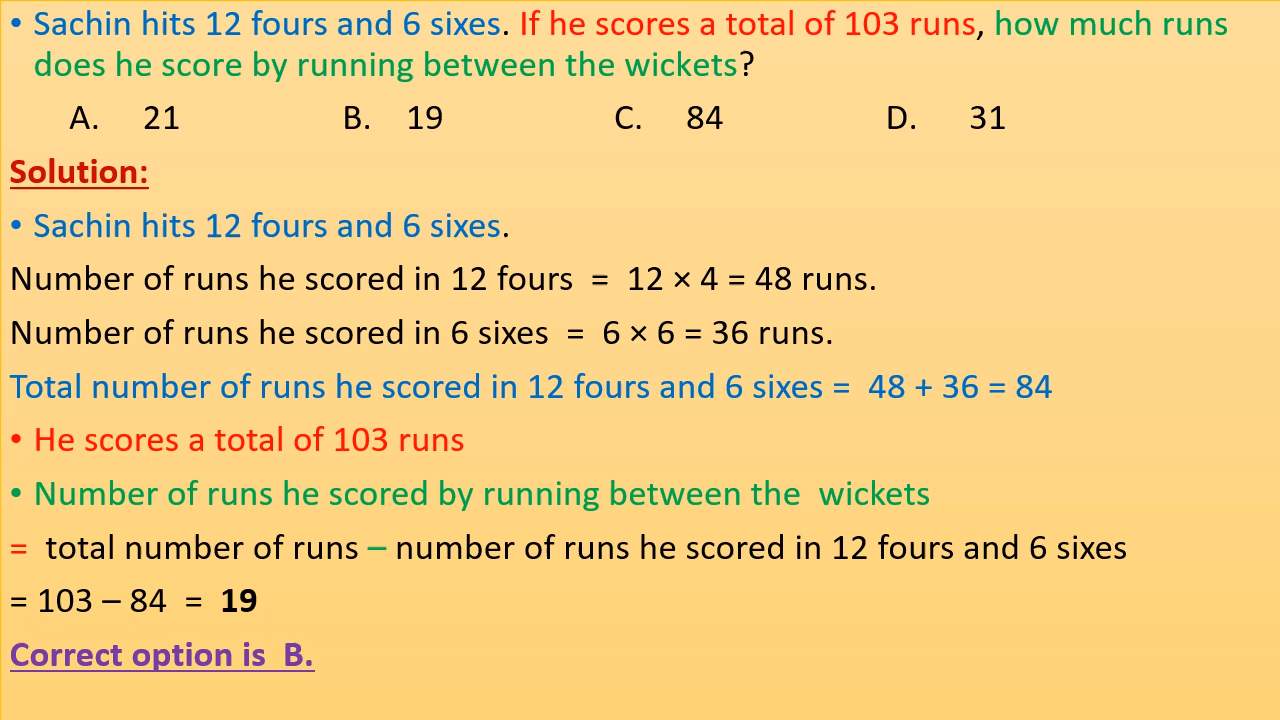 • Sachin hits 12 fours and 6 sixes. If he scores a total of 103 runs, how much runs
does he score by running between the wickets?
A. 21 B. 19 C. 84 D. 31
Solution:
• Sachin hits 12 fours and 6 sixes.
Number of runs he scored in 12 fours = 12 × 4 = 48 runs.
Number of runs he scored in 6 sixes = 6 × 6 = 36 runs.
Total number of runs he scored in 12 fours and 6 sixes = 48 + 36 = 84
• He scores a total of 103 runs
• Number of runs he scored by running between the wickets
= total number of runs – number of runs he scored in 12 fours and 6 sixes
= 103 – 84 = 19
Correct option is B.